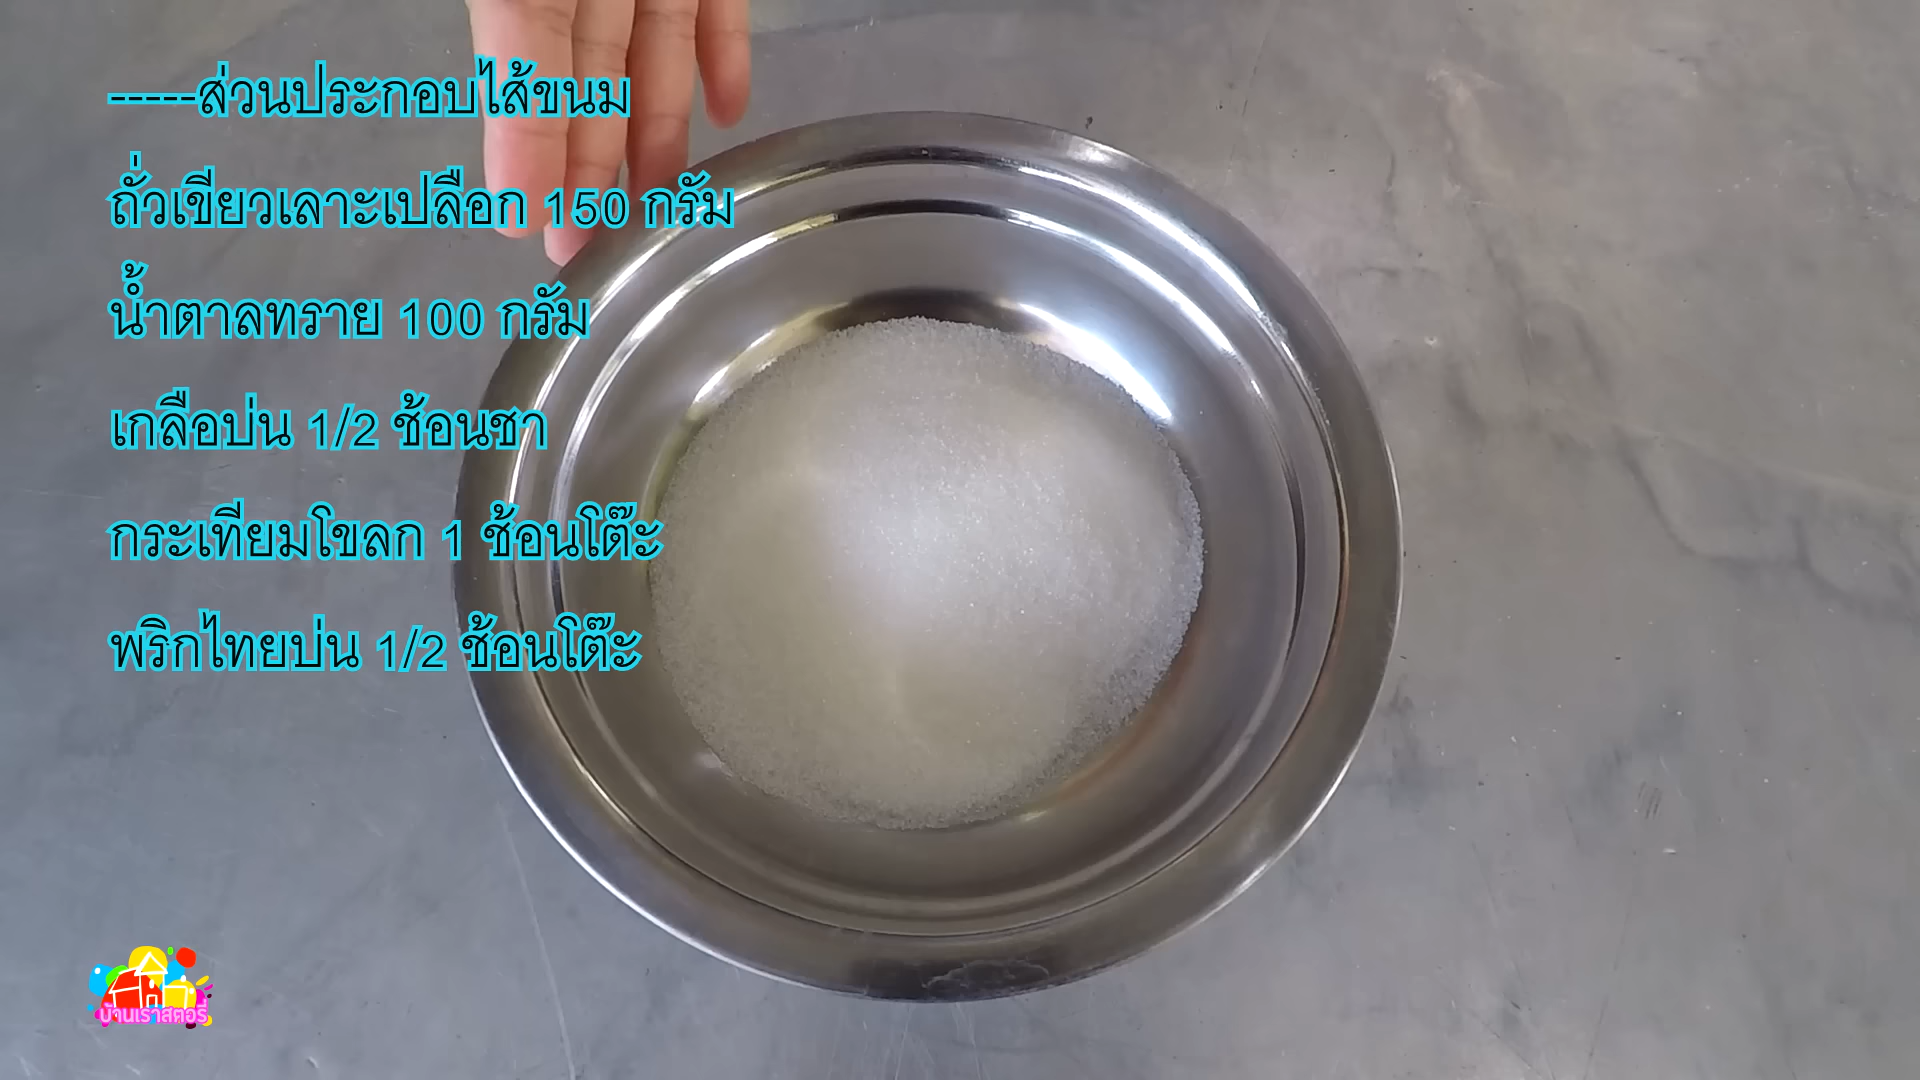 -----ส่วนประกอบไส้ขนม
ถั่วเขียวเลาะเปลือก 150 กรัม
น้ำตาลทราย 100 กรัม
เกลือป่น 1/2 ช้อนชา
กระเทียมโขลก 1 ช้อนโต๊ะ
พริกไทยป่น 1/2 ช้อนโต๊ะ
บ้านเราสตอรี่